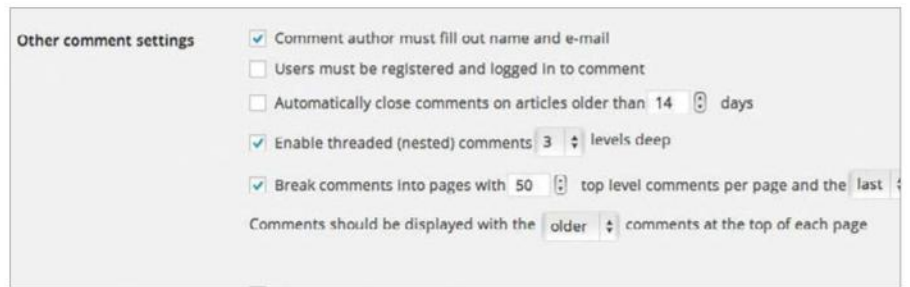 Other comment settings
Comment author must fill out name and e-mail
Users must be registered and logged in to comment
Automatically close comments on articles older than 14 days
Enable threaded (nested) comments 3 levels deep
Break comments into pages with 50 top level comments per page and the last
Comments should be displayed with the older comments at the top of each page